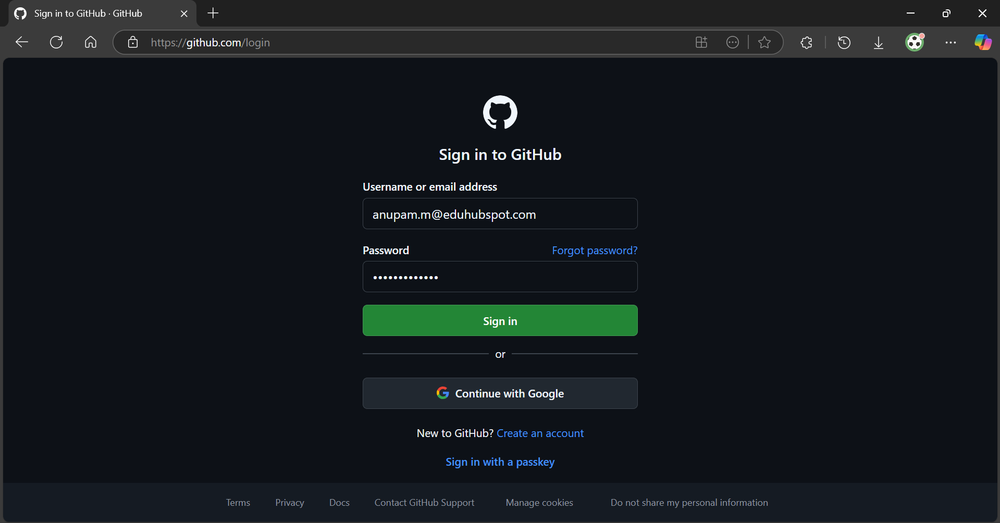 Sign in to GitHub · GitHub
https://github.com/login
Sign in to GitHub
Username or email address
anupam.m@eduhubspot.com
Password Forgot password?
•••••••••••••
Sign in
or
Continue with Google
New to GitHub? Create an account
Sign in with a passkey
Terms Privacy Docs Contact GitHub Support Manage cookies Do not share my personal information